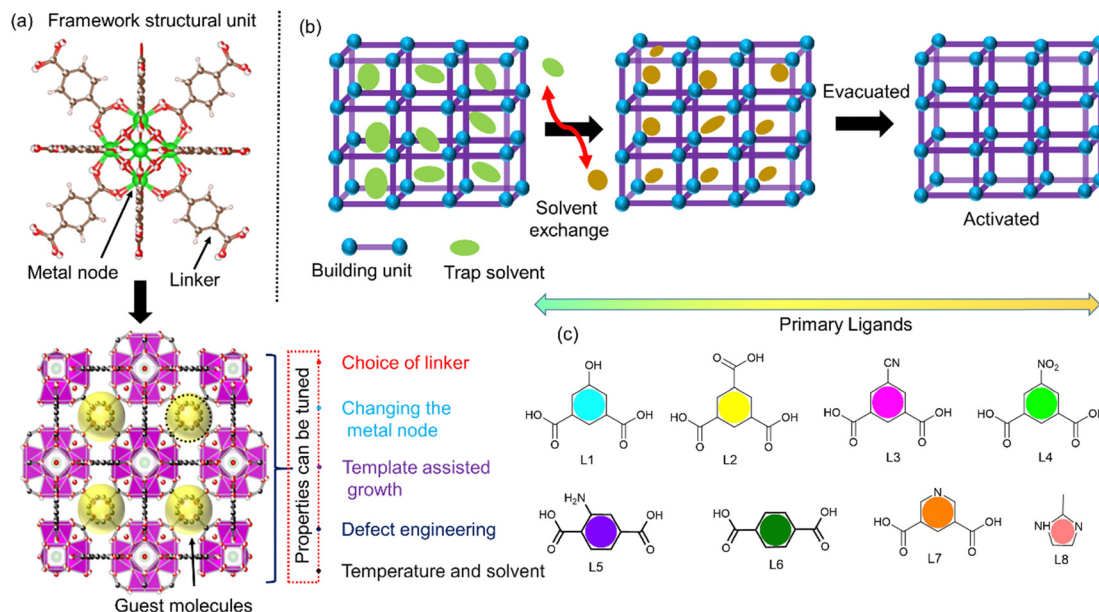 (a)
Framework structural unit
Metal node
Linker
Properties can be tuned
Choice of linker
Changing the
metal node
Template assisted
growth
Defect engineering
Temperature and solvent
Guest molecules
(b)
Solvent
exchange
Evacuated
Activated
Building unit
Trap solvent
Primary Ligands
(c)
OH
HO
OH
O
O
L1
O
OH
HO
OH
O
O
L2
CN
HO
OH
O
O
L3
NO2
HO
OH
O
O
L4
H2N
O
OH
HO
O
L5
O
OH
HO
O
L6
N
HO
OH
O
O
L7
NH
N
L8